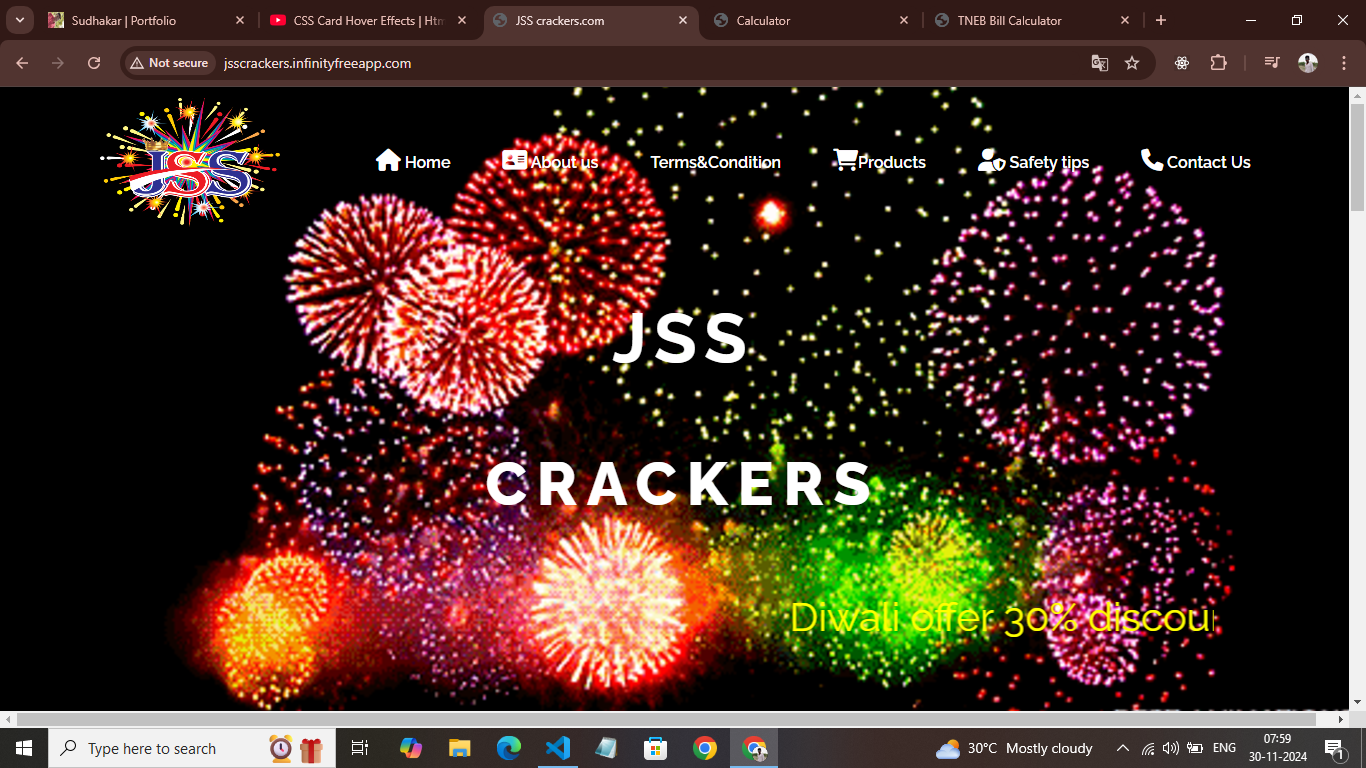 Sudhakar | Portfolio
CSS Card Hover Effects | Htm
JSS crackers.com
Calculator
TNEB Bill Calculator
Not secure
jsscrackers.infinityfreeapp.com
JSS
Home
About us
Terms&Condition
Products
Safety tips
Contact Us
JSS
CRACKERS
Diwali offer 30% discou
Type here to search
30°C Mostly cloudy
ENG
07:59
30-11-2024
1